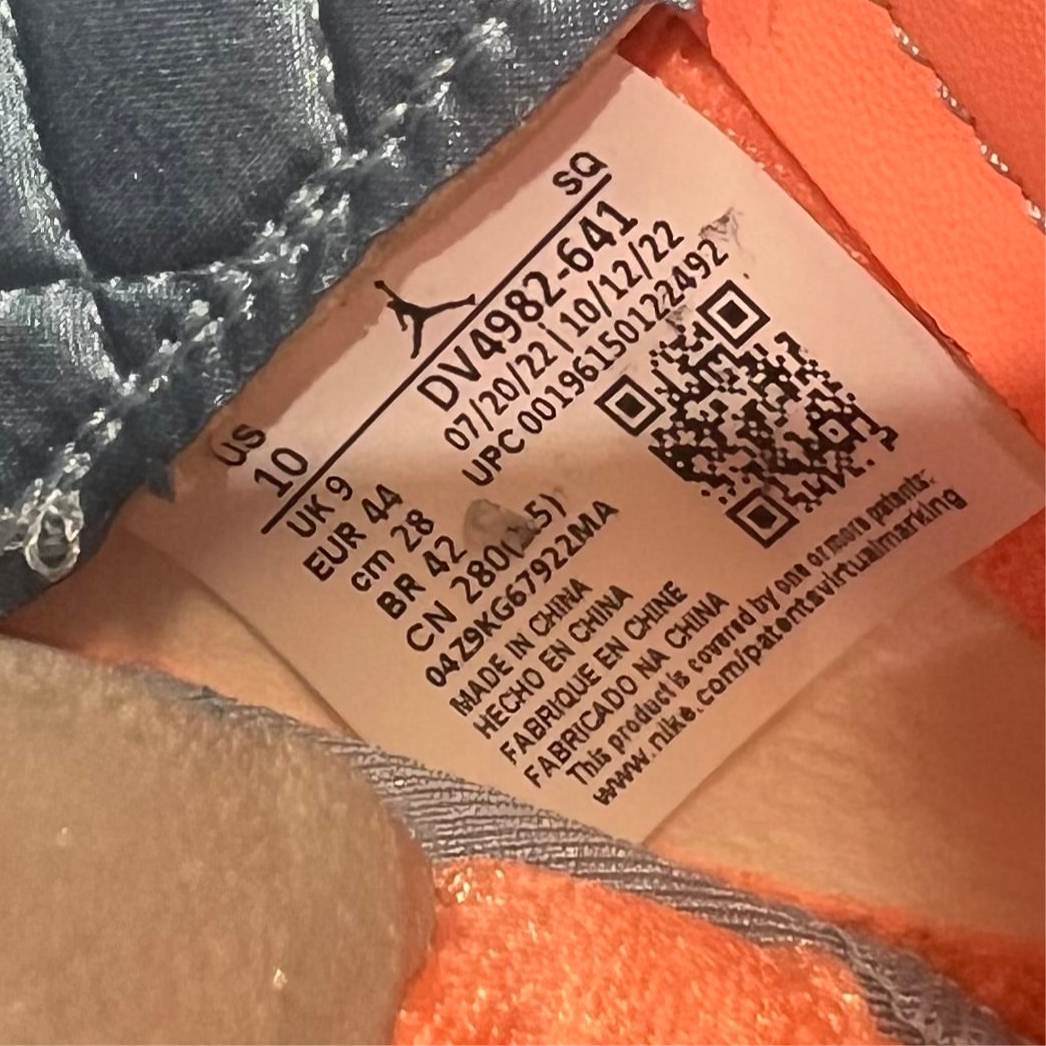 SQ
US
10
DV4982-641
07/20/22 | 10/12/22
UPC 00196150122492
UK 9
EUR 44
cm 28
BR 42
CN 280( .5)
04Z9KG67922MA
MADE IN CHINA
HECHO EN CHINA
FABRIQUE EN CHINE
FABRICADO NA CHINA
This product is covered by one or more patents.
www.nike.com/patentsvirtualmarking